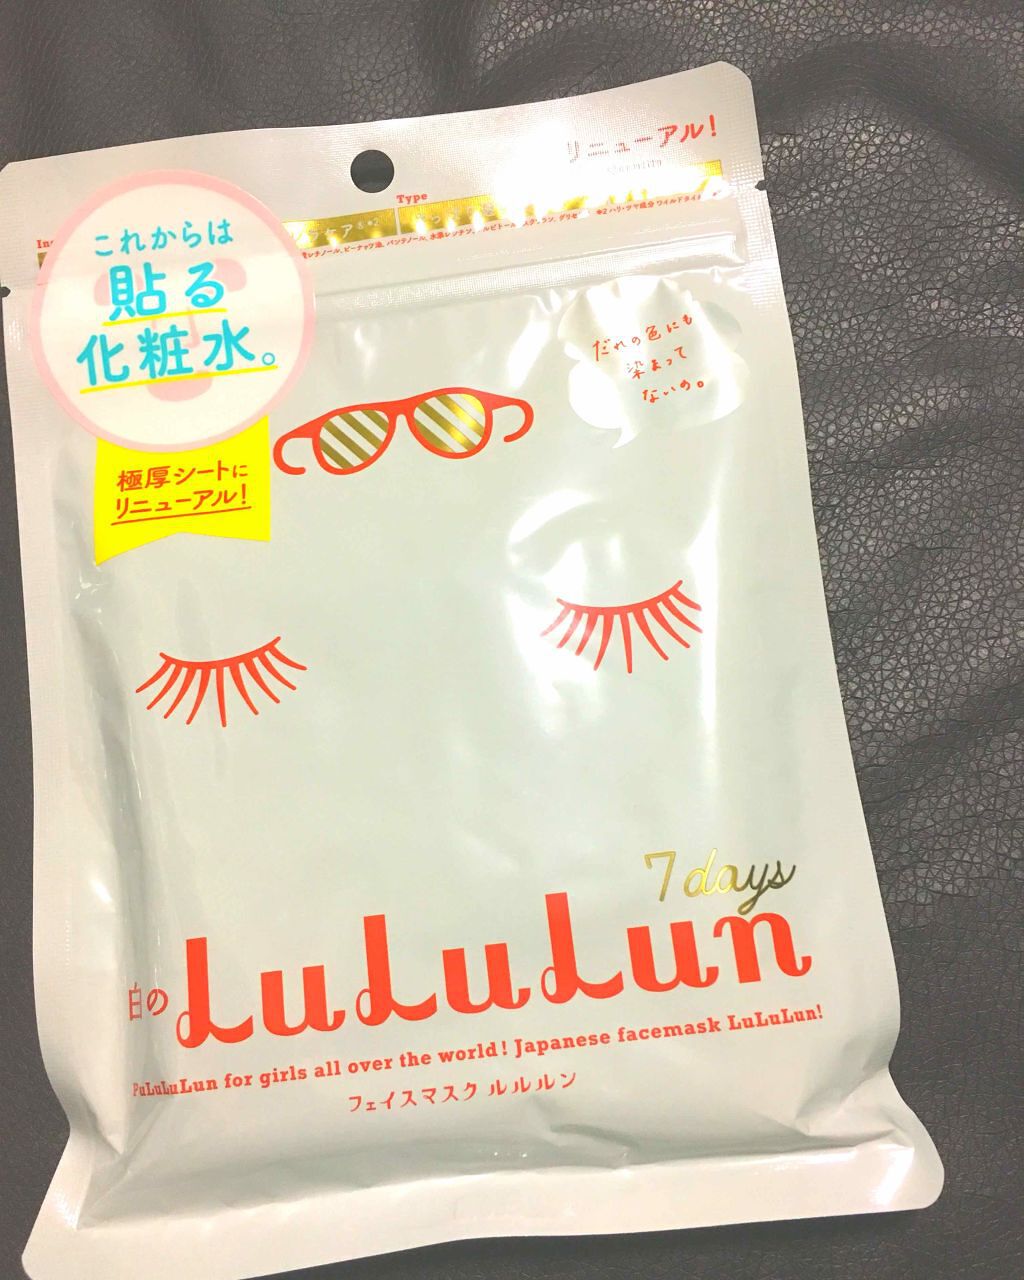 リニューアル!
Type
これからは
貼る
化粧水。
極厚シートに
リニューアル!
だれの色にも
染まって
ないの。
7days
白の LuLuLun
PuLuLuLun for girls all over the world! Japanese facemask LuLuLun!
フェイスマスク ルルルン